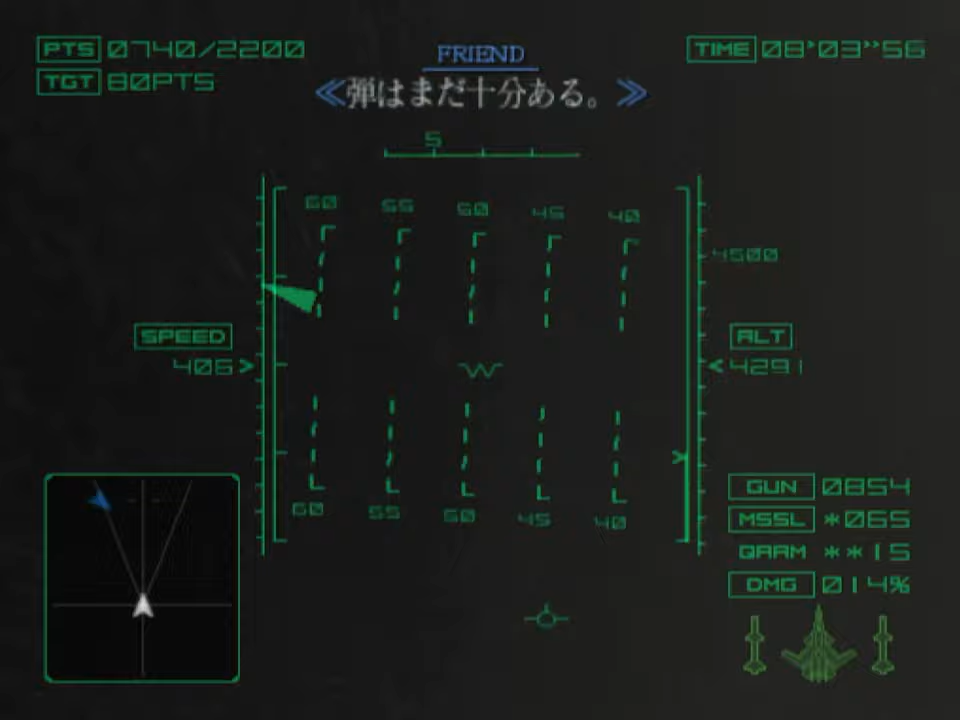 PTS 0740/2200
FRIEND
TIME 08'03"56
TGT 80PTS
≪弾はまだ十分ある。≫
S
60 55 50 45 40
4500
SPEED
ALT
406>
<4291
60 55 50 45 40
GUN 0854
MSSL *065
QAAM **15
DMG 014%